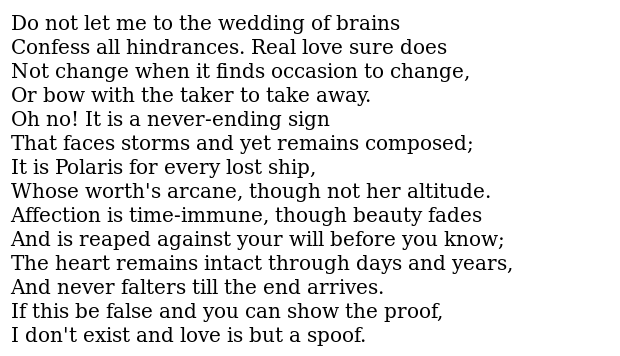 Do not let me to the wedding of brains
Confess all hindrances. Real love sure does
Not change when it finds occasion to change,
Or bow with the taker to take away.
Oh no! It is a never-ending sign
That faces storms and yet remains composed;
It is Polaris for every lost ship,
Whose worth's arcane, though not her altitude.
Affection is time-immune, though beauty fades
And is reaped against your will before you know;
The heart remains intact through days and years,
And never falters till the end arrives.
If this be false and you can show the proof,
I don't exist and love is but a spoof.